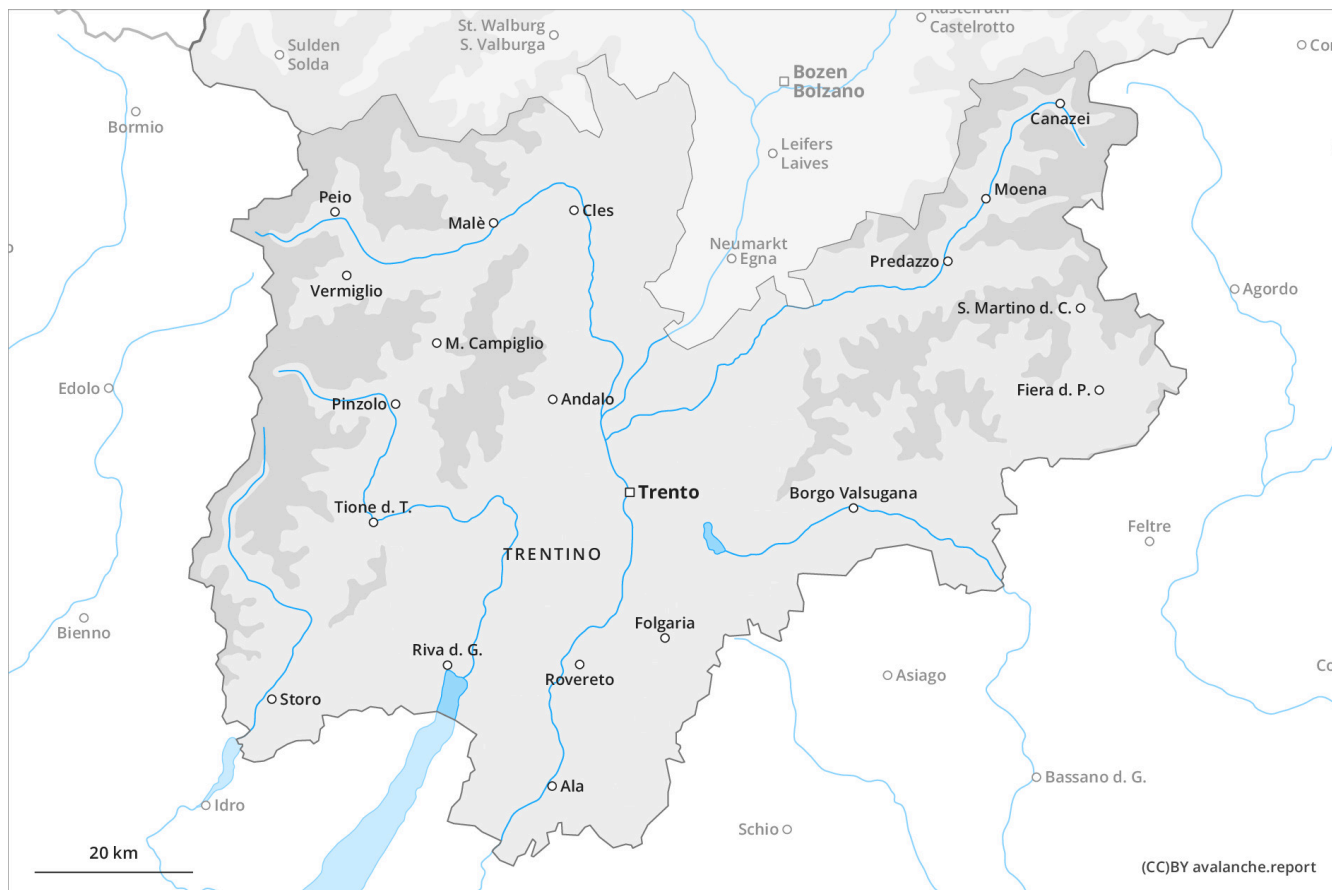 Kastelruth
Castelrotto
St. Walburg
S. Valburga
Sulden
Solda
Cor
Bozen
Bolzano
Bormio
Canazei
Leifers
Laives
Peio
Malè
Cles
Moena
Neumarkt
Egna
Predazzo
Vermiglio
Agordo
S. Martino d. C.
M. Campiglio
Edolo
Pinzolo
Andalo
Fiera d. P.
Trento
Borgo Valsugana
Tione d. T.
Feltre
TRENTINO
Bienno
Folgaria
Riva d. G.
Rovereto
Asiago
Co
Storo
Bassano d. G.
Ala
Idro
Schio
20 km
(CC)BY avalanche.report